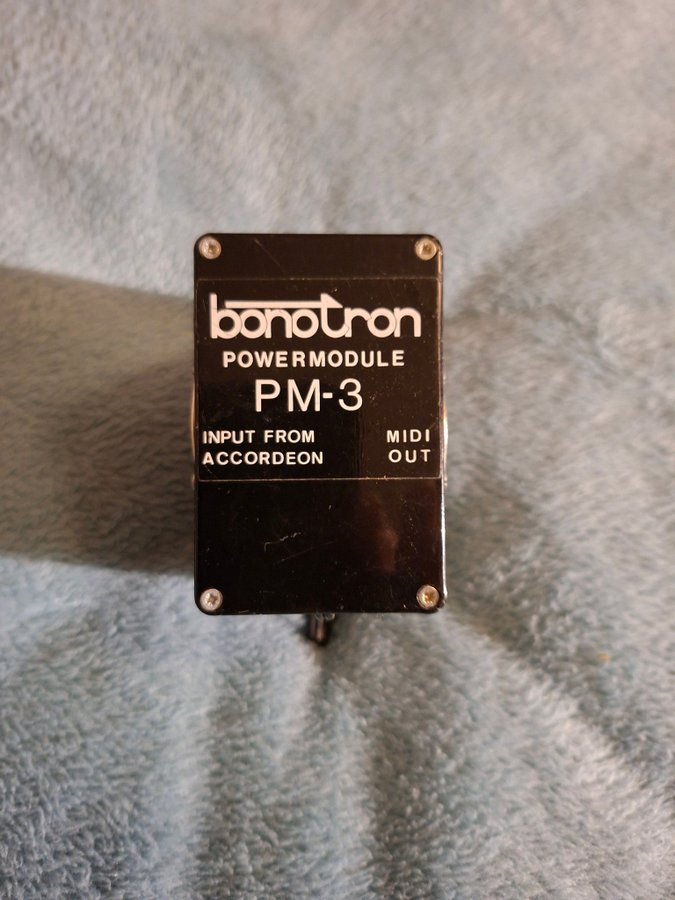 bonotron
POWERMODULE
PM-3
INPUT FROM MIDI
ACCORDEON OUT